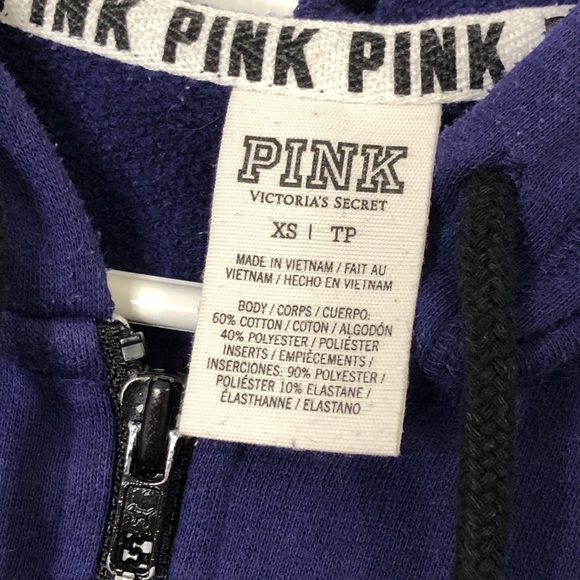 PINK PINK PINK
PINK
VICTORIA'S SECRET
XS | TP
MADE IN VIETNAM / FAIT AU
VIETNAM / HECHO EN VIETNAM
BODY / CORPS / CUERPO:
60% COTTON / COTON / ALGODÓN
40% POLYESTER / POLIÉSTER
INSERTS / EMPIÈCEMENTS /
INSERCIONES: 90% POLYESTER /
POLIÉSTER 10% ELASTANE /
ÉLASTHANNE / ELASTANO